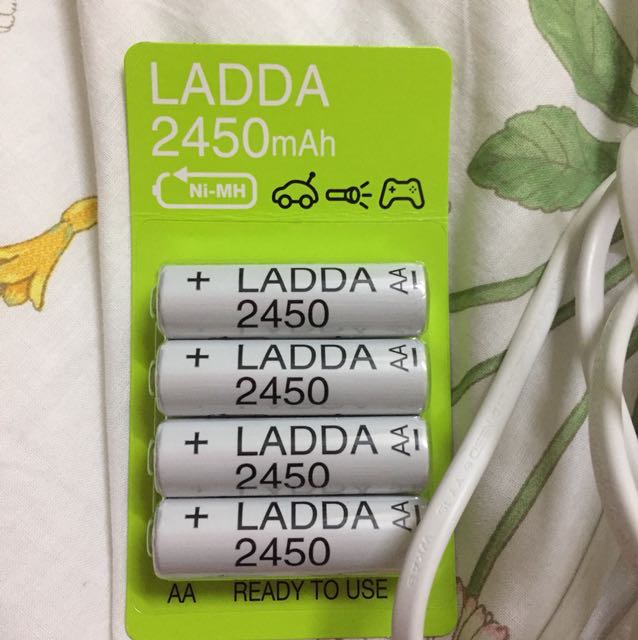 LADDA
2450mAh
Ni-MH
+ LADDA AA
2450
+ LADDA AA
2450
+ LADDA AA
2450
+ LADDA AA
2450
AA READY TO USE